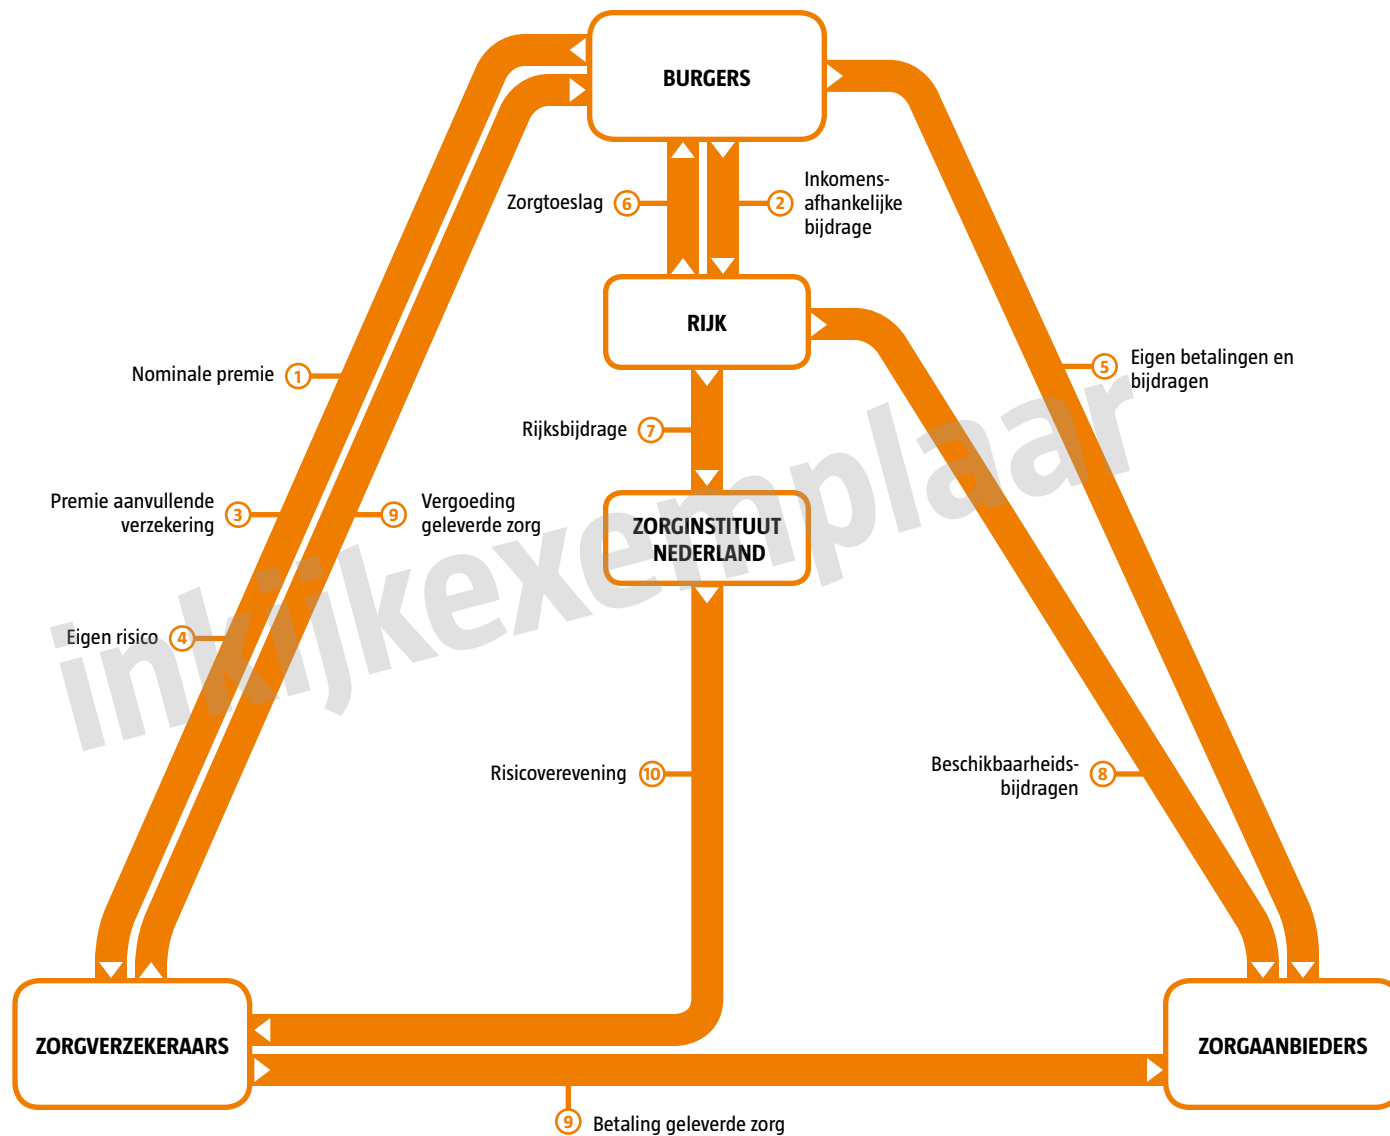 BURGERS
Zorgtoeslag 6
2 Inkomens-
afhankelijke
bijdrage
RIJK
Nominale premie 1
5 Eigen betalingen en
bijdragen
Rijksbijdrage 7
Premie aanvullende
verzekering 3
9 Vergoeding
geleverde zorg
ZORGINSTITUUT
NEDERLAND
inkijkexemplaar
Eigen risico 4
Risicoverevening 10
Beschikbaarheids-
bijdragen 8
ZORGVERZEKERAARS
ZORGAANBIEDERS
9 Betaling geleverde zorg